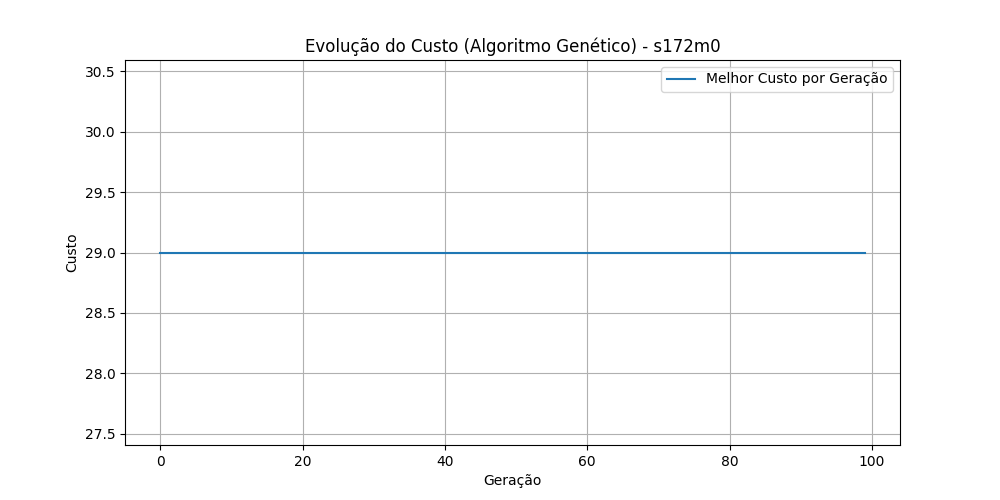 Evolução do Custo (Algoritmo Genético) - s172m0
Melhor Custo por Geração
30.5
30.0
29.5
29.0
28.5
28.0
27.5
Custo
0 20 40 60 80 100
Geração